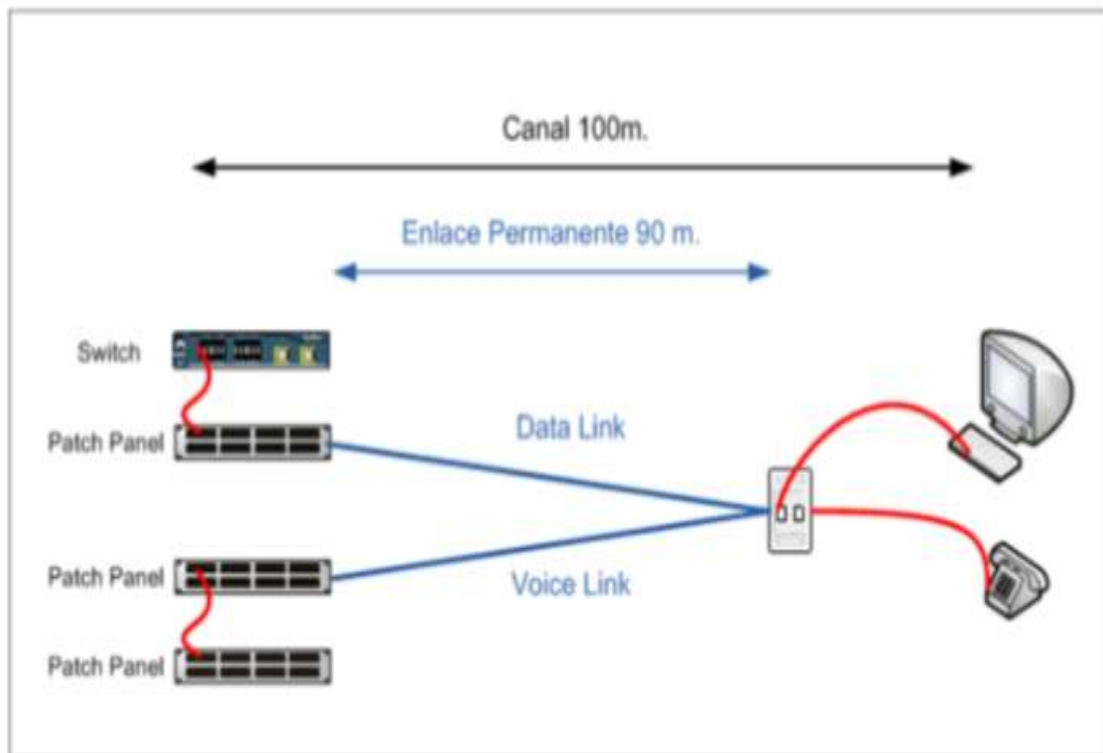 Canal 100m.
Enlace Permanente 90 m.
Switch
Patch Panel
Data Link
Patch Panel
Voice Link
Patch Panel